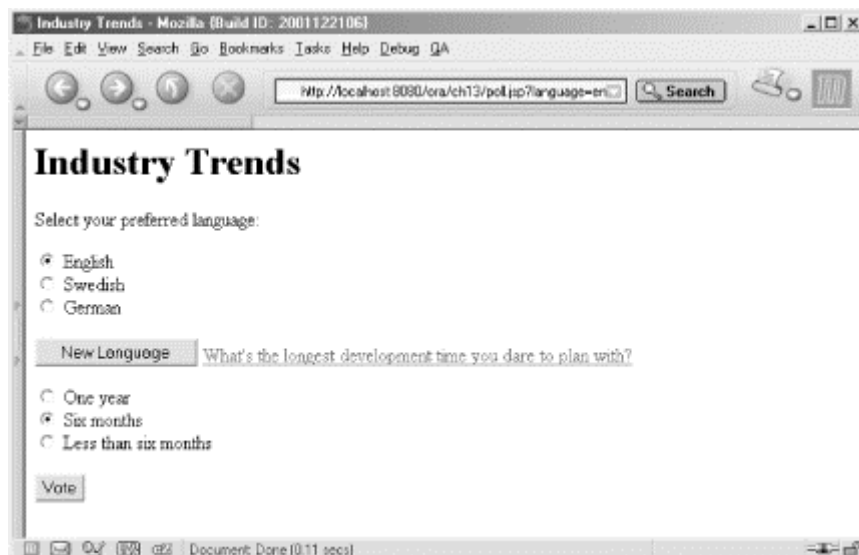 Industry Trends - Mozilla {Build ID: 2001122106}
File Edit View Search Go Bookmarks Tasks Help Debug QA
http://localhost:8080/ora/ch13/poll.jsp?language=en
Search
Industry Trends
Select your preferred language:
English
Swedish
German
New Language What's the longest development time you dare to plan with?
One year
Six months
Less than six months
Vote
Document: Done (0.11 secs)